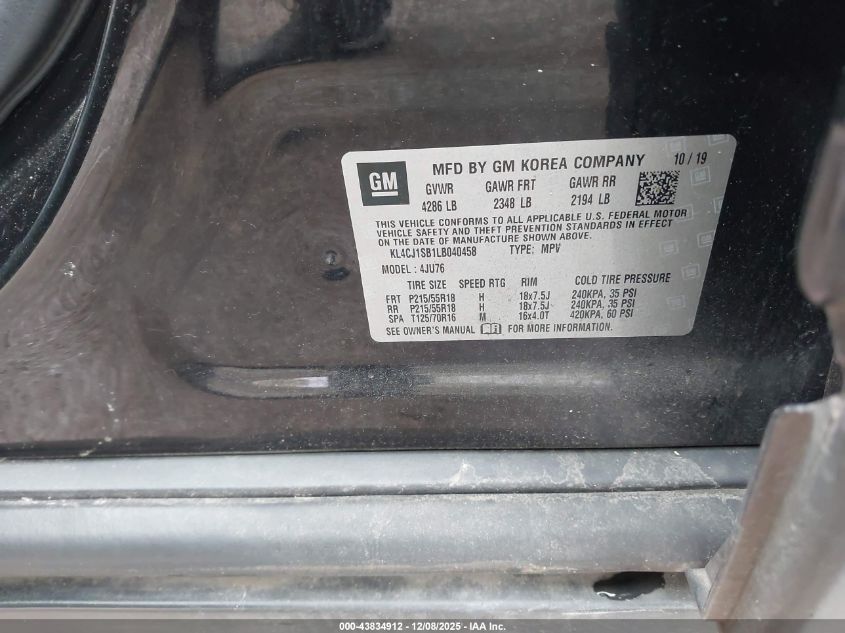 GM MFD BY GM KOREA COMPANY 10 / 19
GVWR GAWR FRT GAWR RR
4286 LB 2348 LB 2194 LB
THIS VEHICLE CONFORMS TO ALL APPLICABLE U.S. FEDERAL MOTOR
VEHICLE SAFETY AND THEFT PREVENTION STANDARDS IN EFFECT
ON THE DATE OF MANUFACTURE SHOWN ABOVE.
KL4CJ1SB1LB040458 TYPE: MPV
MODEL : 4JU76
TIRE SIZE SPEED RTG RIM COLD TIRE PRESSURE
FRT P215/55R18 H 18x7.5J 240KPA, 35 PSI
RR P215/55R18 H 18x7.5J 240KPA, 35 PSI
SPA T125/70R16 M 16x4.0T 420KPA, 60 PSI
SEE OWNER'S MANUAL FOR MORE INFORMATION.
000-43834912 - 12/08/2025 - IAA Inc.